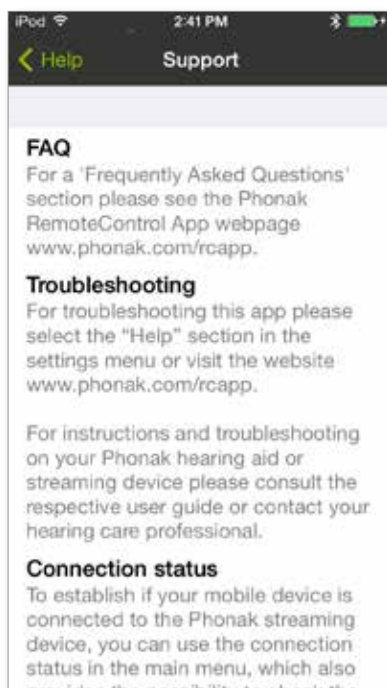 iPod 2:41 PM
Help Support
FAQ
For a 'Frequently Asked Questions'
section please see the Phonak
RemoteControl App webpage
www.phonak.com/rcapp.
Troubleshooting
For troubleshooting this app please
select the “Help” section in the
settings menu or visit the website
www.phonak.com/rcapp.
For instructions and troubleshooting
on your Phonak hearing aid or
streaming device please consult the
respective user guide or contact your
hearing care professional.
Connection status
To establish if your mobile device is
connected to the Phonak streaming
device, you can use the connection
status in the main menu, which also